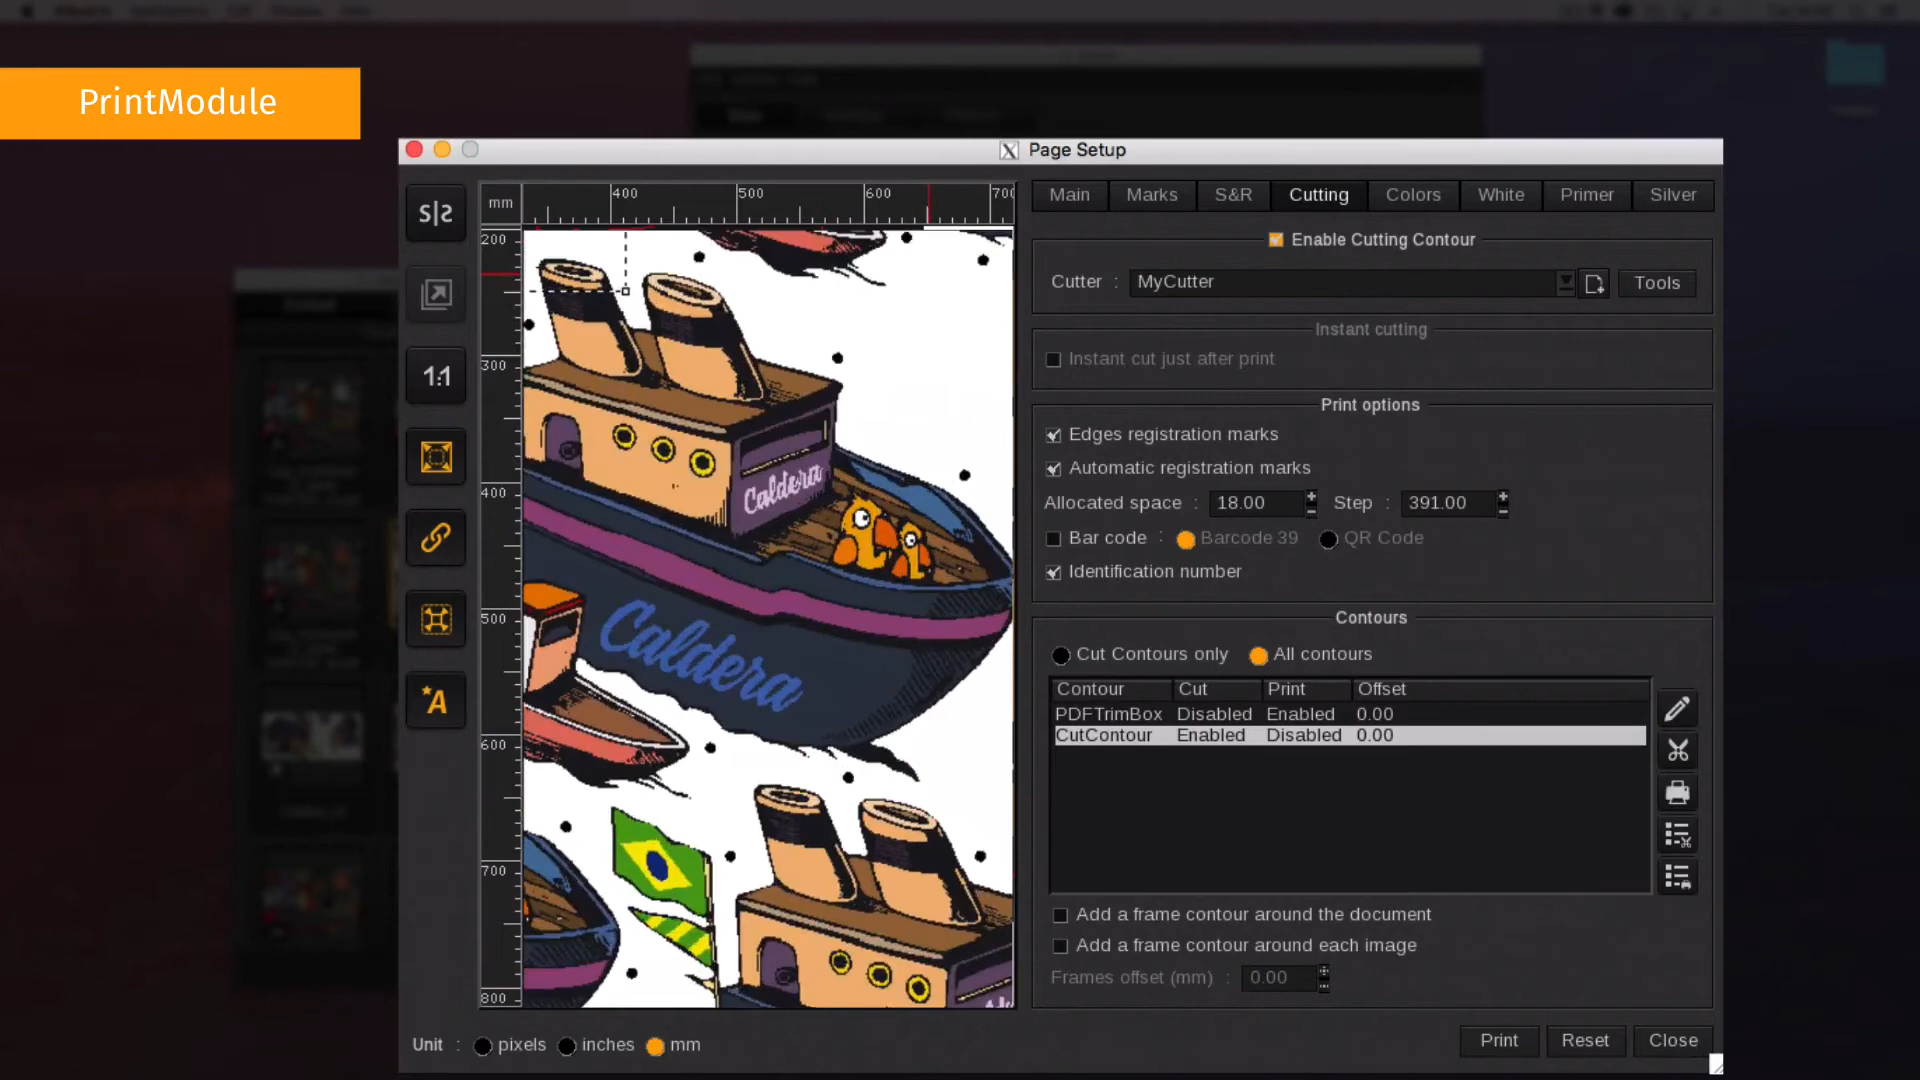 PrintModule
Page Setup
S|S
1:1
*A
mm
400 500 600 700
200
300
400
500
600
700
800
Caldera
Caldera
Main Marks S&R Cutting Colors White Primer Silver
Enable Cutting Contour
Cutter : MyCutter Tools
Instant cutting
Instant cut just after print
Print options
Edges registration marks
Automatic registration marks
Allocated space : 18.00 Step : 391.00
Bar code : Barcode 39 QR Code
Identification number
Contours
Cut Contours only All contours
Contour Cut Print Offset
PDFTrimBox Disabled Enabled 0.00
CutContour Enabled Disabled 0.00
Add a frame contour around the document
Add a frame contour around each image
Frames offset (mm) : 0.00
Unit : pixels inches mm
Print Reset Close